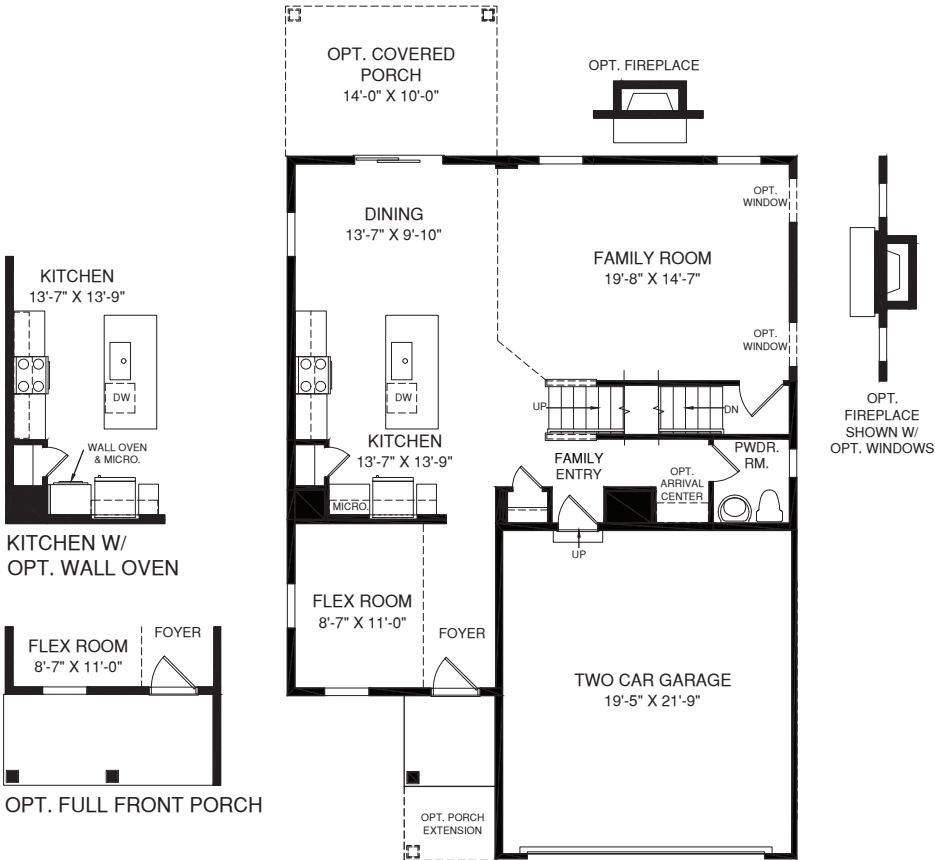 OPT. COVERED
PORCH
14'-0" X 10'-0"
OPT. FIREPLACE
DINING
13'-7" X 9'-10"
OPT.
WINDOW
FAMILY ROOM
19'-8" X 14'-7"
OPT.
WINDOW
OPT.
FIREPLACE
SHOWN W/
OPT. WINDOWS
KITCHEN
13'-7" X 13'-9"
DW
WALL OVEN
& MICRO.
KITCHEN W/
OPT. WALL OVEN
DW
KITCHEN
13'-7" X 13'-9"
MICRO.
UP
DN
FAMILY
ENTRY
OPT.
ARRIVAL
CENTER
PWDR.
RM.
UP
FLEX ROOM
8'-7" X 11'-0"
FOYER
FLEX ROOM
8'-7" X 11'-0"
FOYER
TWO CAR GARAGE
19'-5" X 21'-9"
OPT. FULL FRONT PORCH
OPT. PORCH
EXTENSION